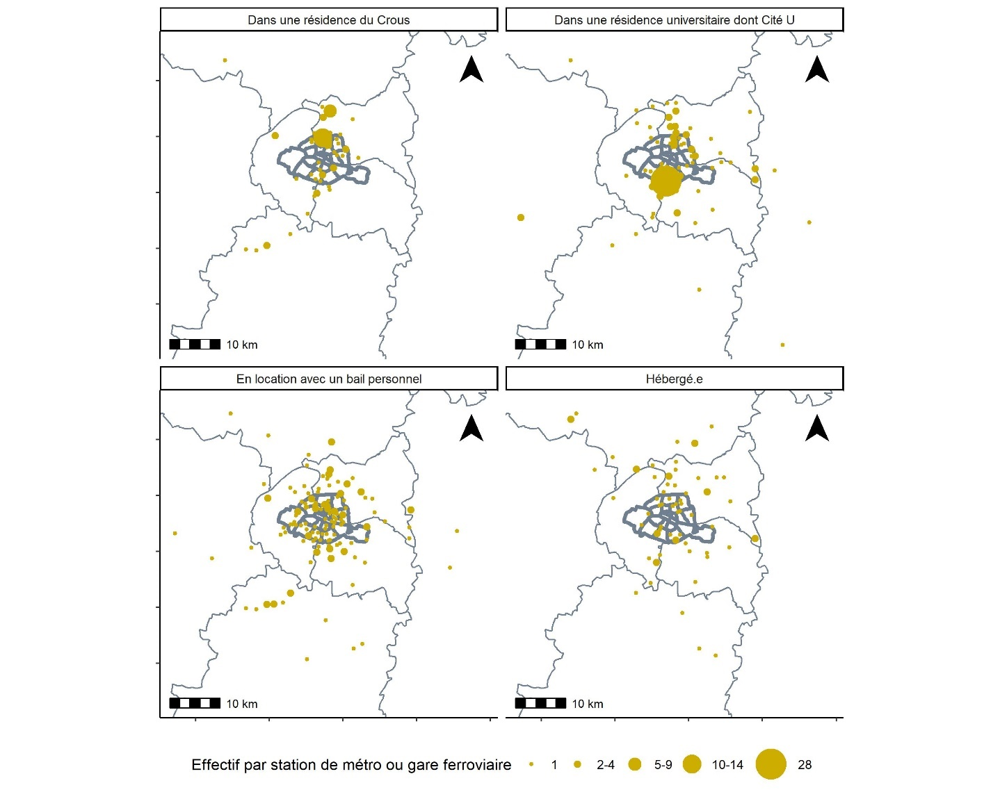 Dans une résidence du Crous
Dans une résidence universitaire dont Cité U
10 km
10 km
En location avec un bail personnel
Hébergé.e
10 km
10 km
Effectif par station de métro ou gare ferroviaire 1 2-4 5-9 10-14 28